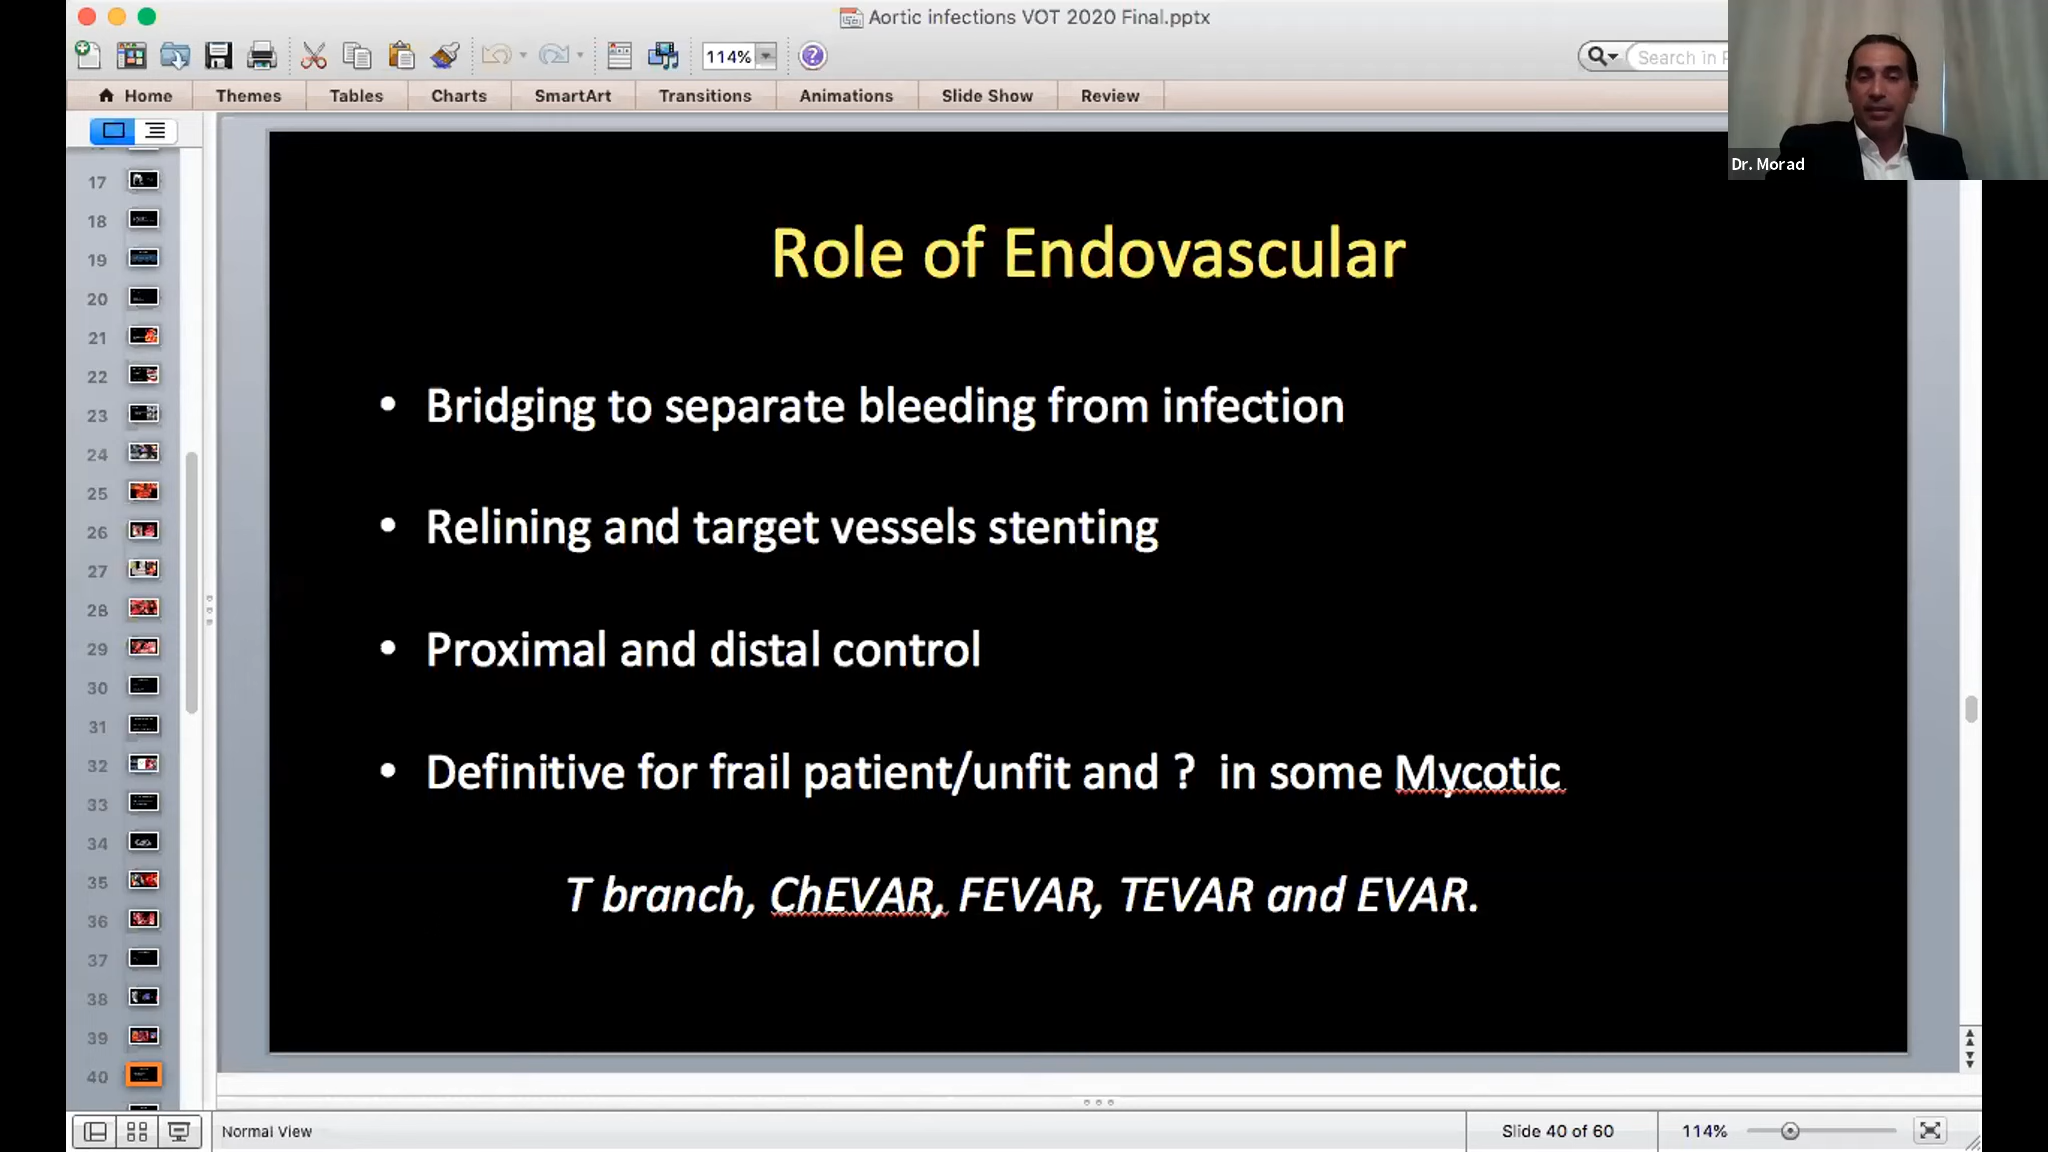 Aortic infections VOT 2020 Final.pptx
114%
Search in P
Home Themes Tables Charts SmartArt Transitions Animations Slide Show Review
Dr. Morad
17
18
19
20
21
22
23
24
25
26
27
28
29
30
31
32
33
34
35
36
37
38
39
40
Role of Endovascular
• Bridging to separate bleeding from infection
• Relining and target vessels stenting
• Proximal and distal control
• Definitive for frail patient/unfit and ? in some Mycotic
T branch, ChEVAR, FEVAR, TEVAR and EVAR.
Normal View
Slide 40 of 60
114%